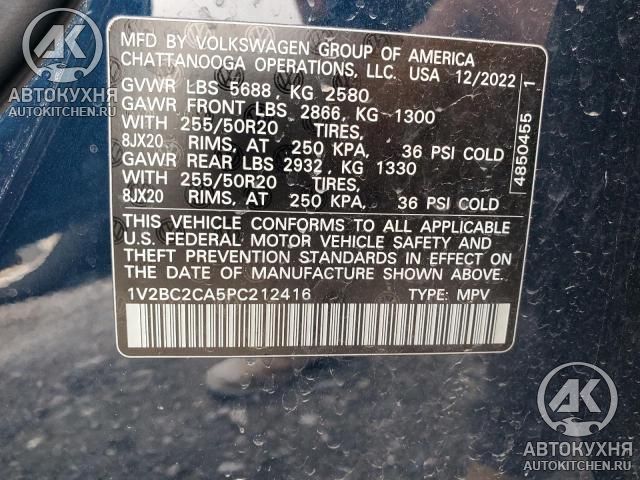 MFD BY VOLKSWAGEN GROUP OF AMERICA
CHATTANOOGA OPERATIONS, LLC. USA 12/2022
GVWR LBS 5688, KG 2580
GAWR FRONT LBS 2866, KG 1300
WITH 255/50R20 TIRES,
8JX20 RIMS, AT 250 KPA, 36 PSI COLD
GAWR REAR LBS 2932, KG 1330
WITH 255/50R20 TIRES,
8JX20 RIMS, AT 250 KPA, 36 PSI COLD
THIS VEHICLE CONFORMS TO ALL APPLICABLE
U.S. FEDERAL MOTOR VEHICLE SAFETY AND
THEFT PREVENTION STANDARDS IN EFFECT ON
THE DATE OF MANUFACTURE SHOWN ABOVE.
1V2BC2CA5PC212416 TYPE: MPV
4850455 1
АК
АВТОКУХНЯ
AUTOKITCHEN.RU
АК
АВТОКУХНЯ
AUTOKITCHEN.RU